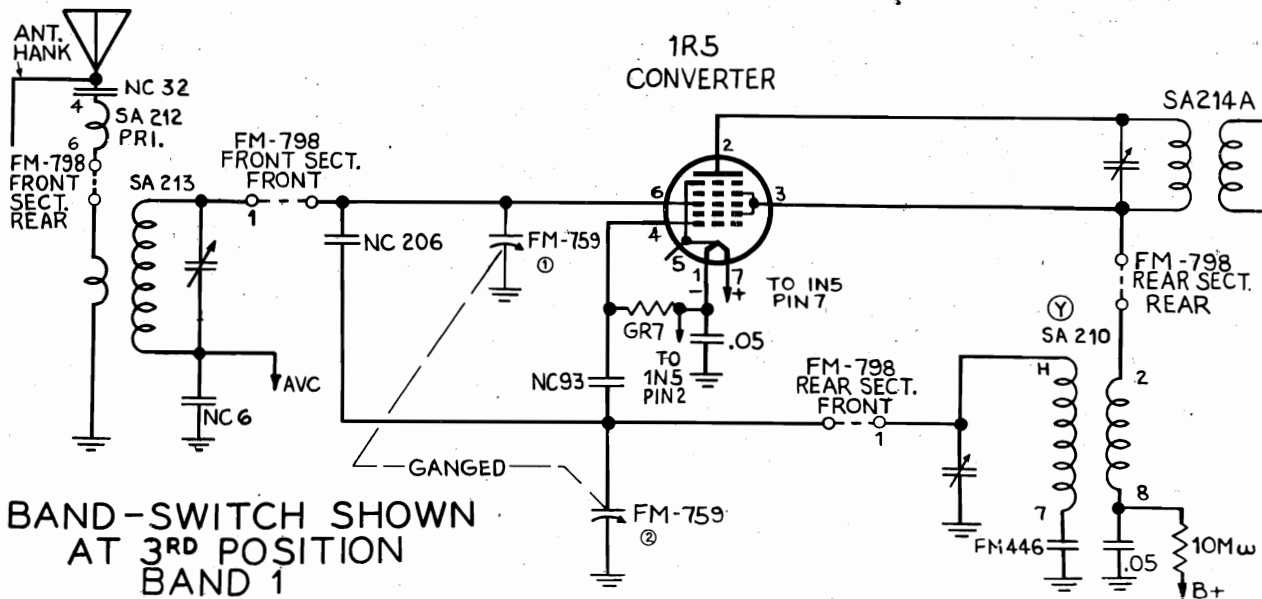 ANT.
HANK
NC 32
4
SA 212
PRI.
6
FM-798
FRONT
SECT.
REAR
SA 213
FM-798
FRONT SECT.
FRONT
1
NC 206
FM-759
①
AVC
NC 6
1R5
CONVERTER
2
6
3
4
5
1
7
-
+
TO 1N5
PIN 7
GR7
.05
TO
1N5
PIN 2
NC93
GANGED
FM-759
②
SA 214A
FM-798
REAR SECT.
REAR
Ⓨ
SA 210
FM-798
REAR SECT.
FRONT
1
H
2
7
8
FM446
.05
10Mω
B+
BAND-SWITCH SHOWN
AT 3RD POSITION
BAND 1